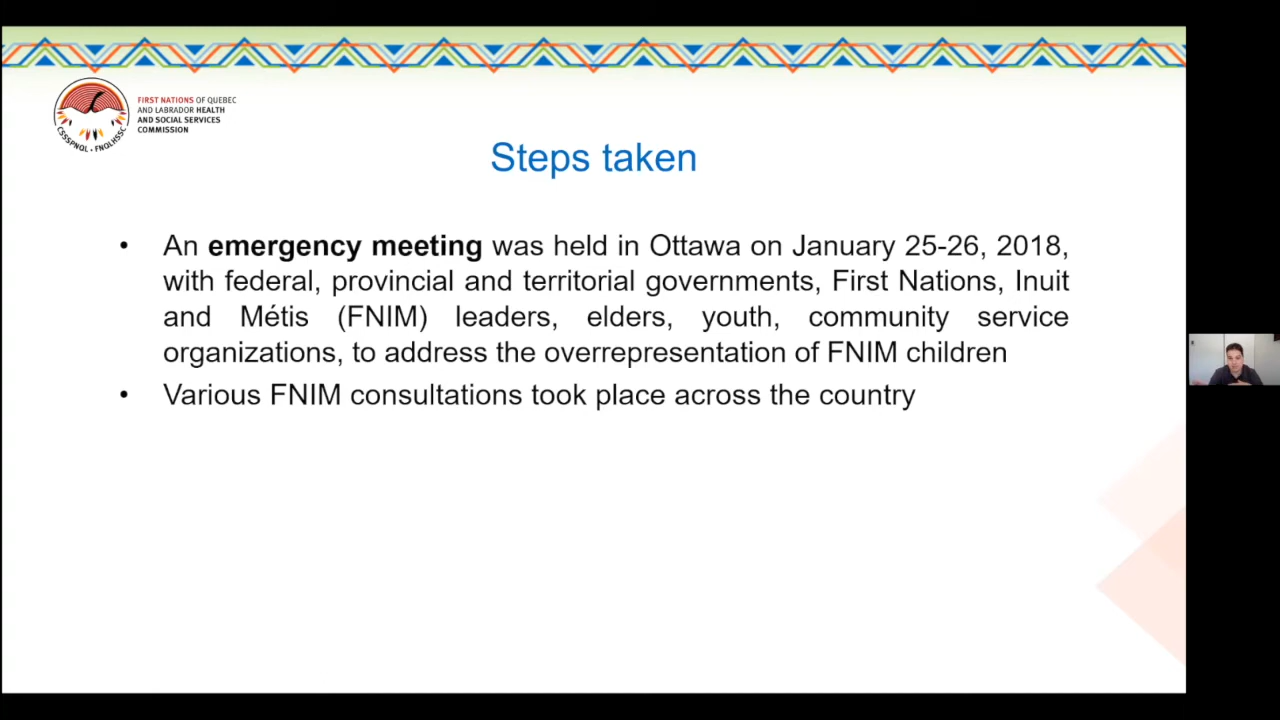 FIRST NATIONS OF QUEBEC
AND LABRADOR HEALTH
AND SOCIAL SERVICES
COMMISSION
CSSSPNQL • FNQLHSSC
Steps taken
• An emergency meeting was held in Ottawa on January 25-26, 2018,
with federal, provincial and territorial governments, First Nations, Inuit
and Métis (FNIM) leaders, elders, youth, community service
organizations, to address the overrepresentation of FNIM children
• Various FNIM consultations took place across the country